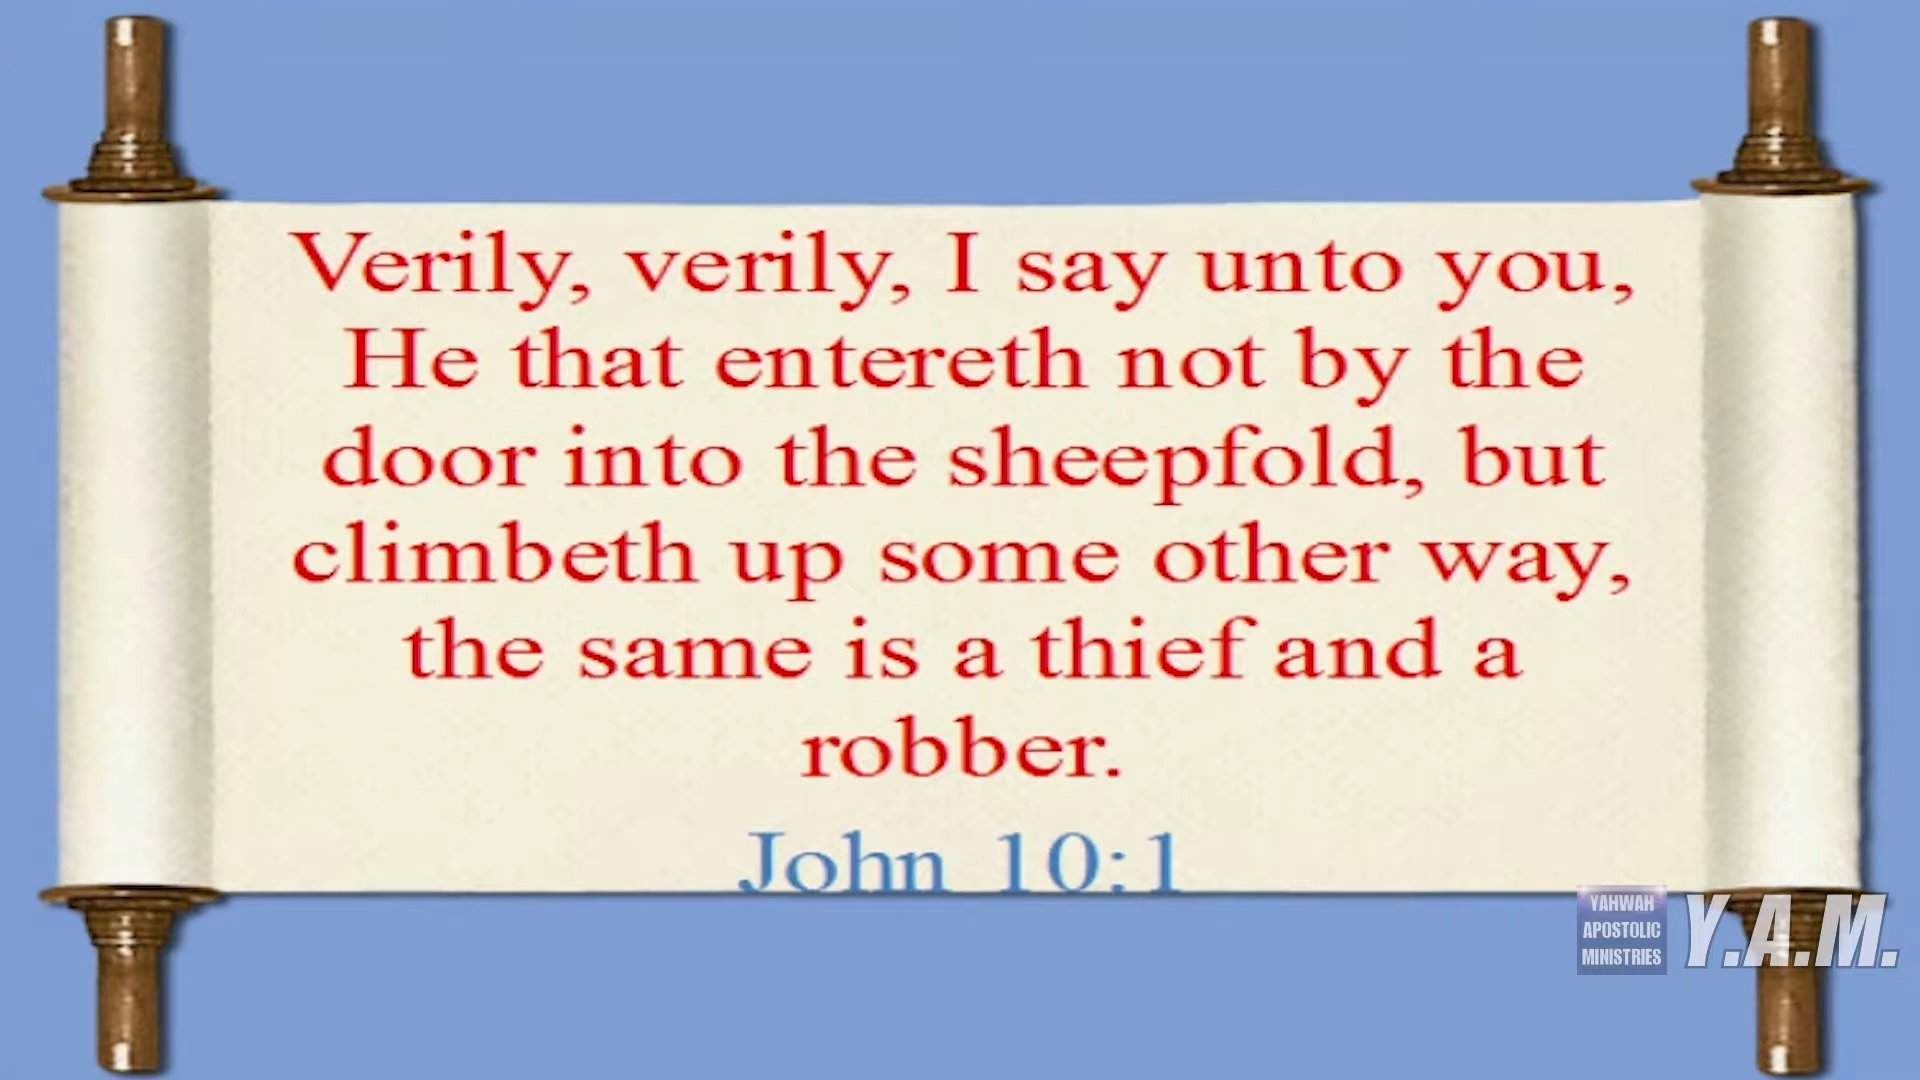 Verily, verily, I say unto you,
He that entereth not by the
door into the sheepfold, but
climbeth up some other way,
the same is a thief and a
robber.
John 10:1
YAHWAH
APOSTOLIC
MINISTRIES
Y.A.M.